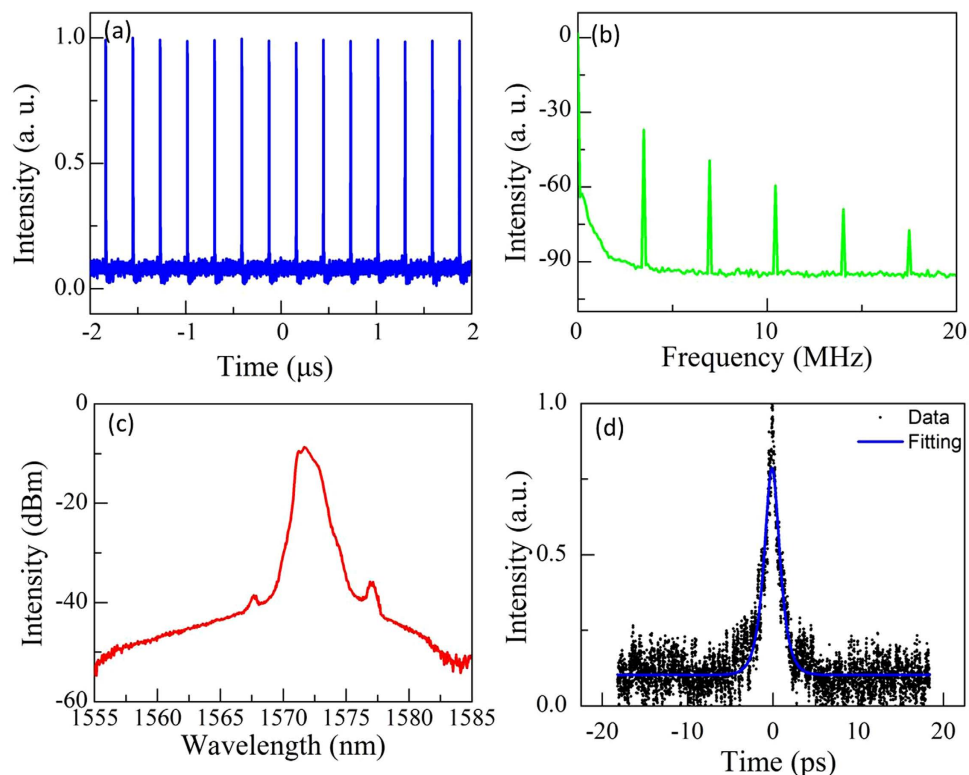 (a)
Intensity (a. u.)
1.0
0.5
0.0
-2
-1
0
1
2
Time (μs)
(b)
Intensity (a. u.)
0
-30
-60
-90
0
10
20
Frequency (MHz)
(c)
Intensity (dBm)
0
-20
-40
-60
1555
1560
1565
1570
1575
1580
1585
Wavelength (nm)
(d)
Data
Fitting
Intensity (a.u.)
1.0
0.5
0.0
-20
-10
0
10
20
Time (ps)